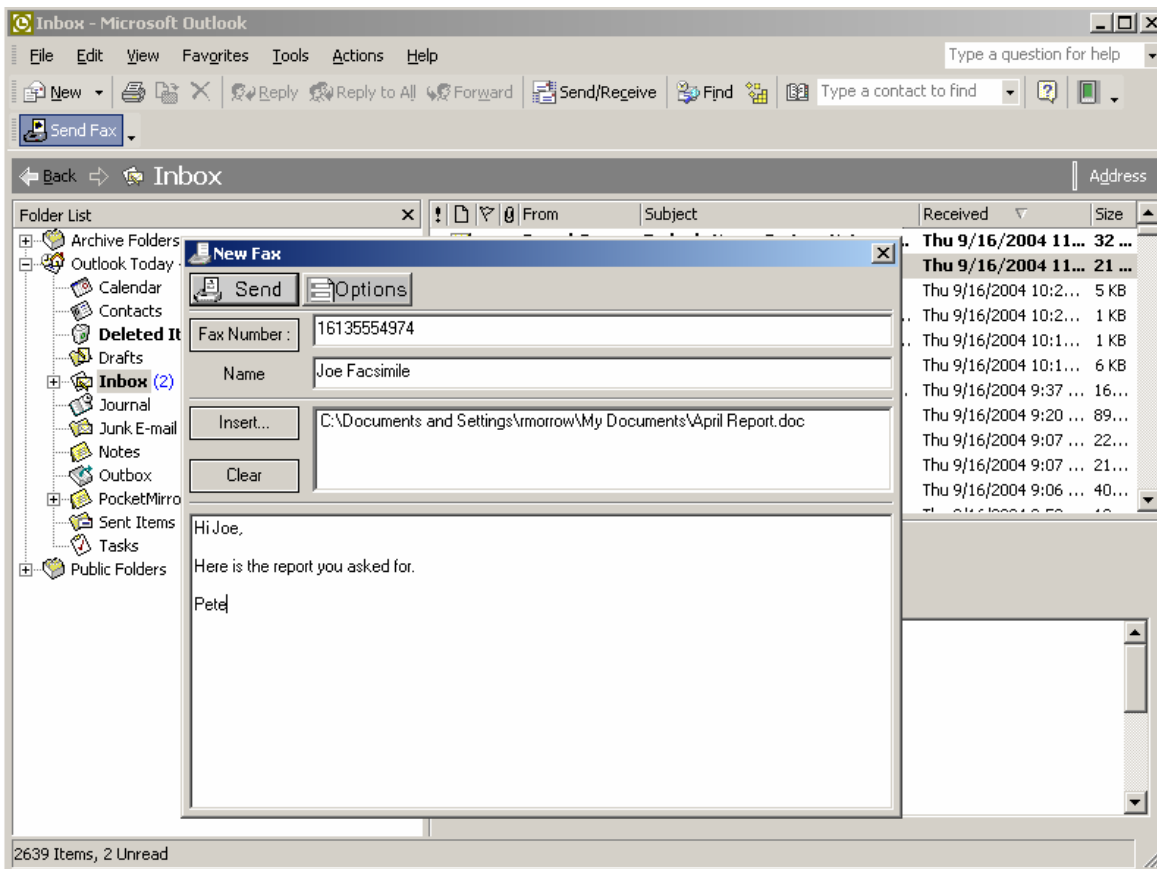 Inbox - Microsoft Outlook
File Edit View Favorites Tools Actions Help Type a question for help
New Reply Reply to All Forward Send/Receive Find Type a contact to find
Send Fax
Back Inbox Address
Folder List From Subject Received Size
Archive Folders Thu 9/16/2004 11... 32 ...
Outlook Today Thu 9/16/2004 11... 21 ...
Calendar Thu 9/16/2004 10:2... 5 KB
Contacts Thu 9/16/2004 10:2... 1 KB
Deleted It Thu 9/16/2004 10:1... 1 KB
Drafts Thu 9/16/2004 10:1... 6 KB
Inbox (2) Thu 9/16/2004 9:37 ... 16...
Journal Thu 9/16/2004 9:20 ... 89...
Junk E-mail Thu 9/16/2004 9:07 ... 22...
Notes Thu 9/16/2004 9:07 ... 21...
Outbox Thu 9/16/2004 9:06 ... 40...
PocketMirro
Sent Items
Tasks
Public Folders
New Fax
Send Options
Fax Number : 16135554974
Name Joe Facsimile
Insert... C:\Documents and Settings\rmorrow\My Documents\April Report.doc
Clear
Hi Joe,
Here is the report you asked for.
Pete
2639 Items, 2 Unread